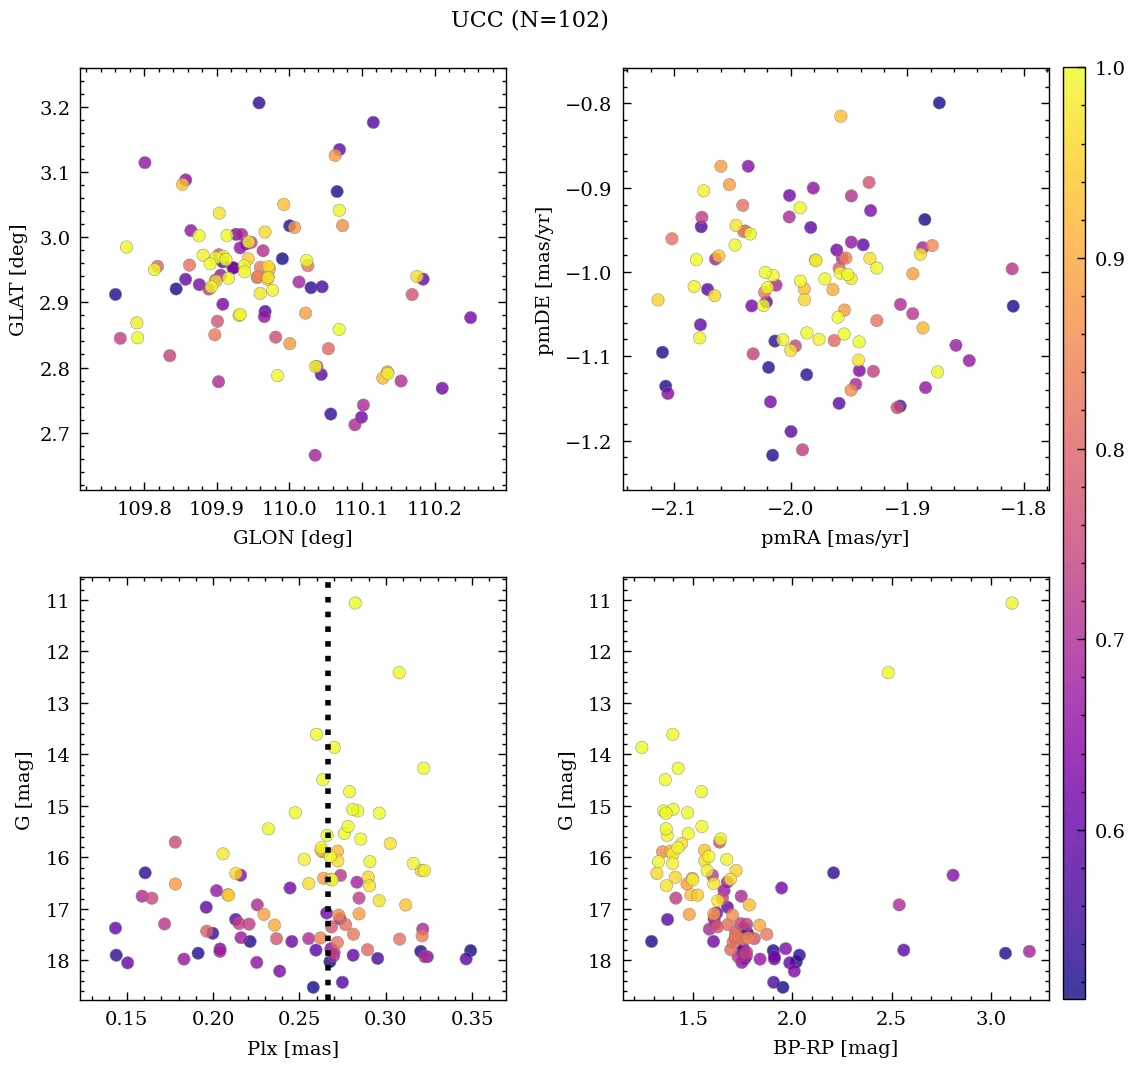 UCC (N=102)
3.2
3.1
3.0
2.9
2.8
2.7
GLAT [deg]
109.8 109.9 110.0 110.1 110.2
GLON [deg]
−0.8
−0.9
−1.0
−1.1
−1.2
pmDE [mas/yr]
−2.1 −2.0 −1.9 −1.8
pmRA [mas/yr]
1.0
0.9
0.8
0.7
0.6
11
12
13
14
15
16
17
18
G [mag]
0.15 0.20 0.25 0.30 0.35
Plx [mas]
11
12
13
14
15
16
17
18
G [mag]
1.5 2.0 2.5 3.0
BP-RP [mag]